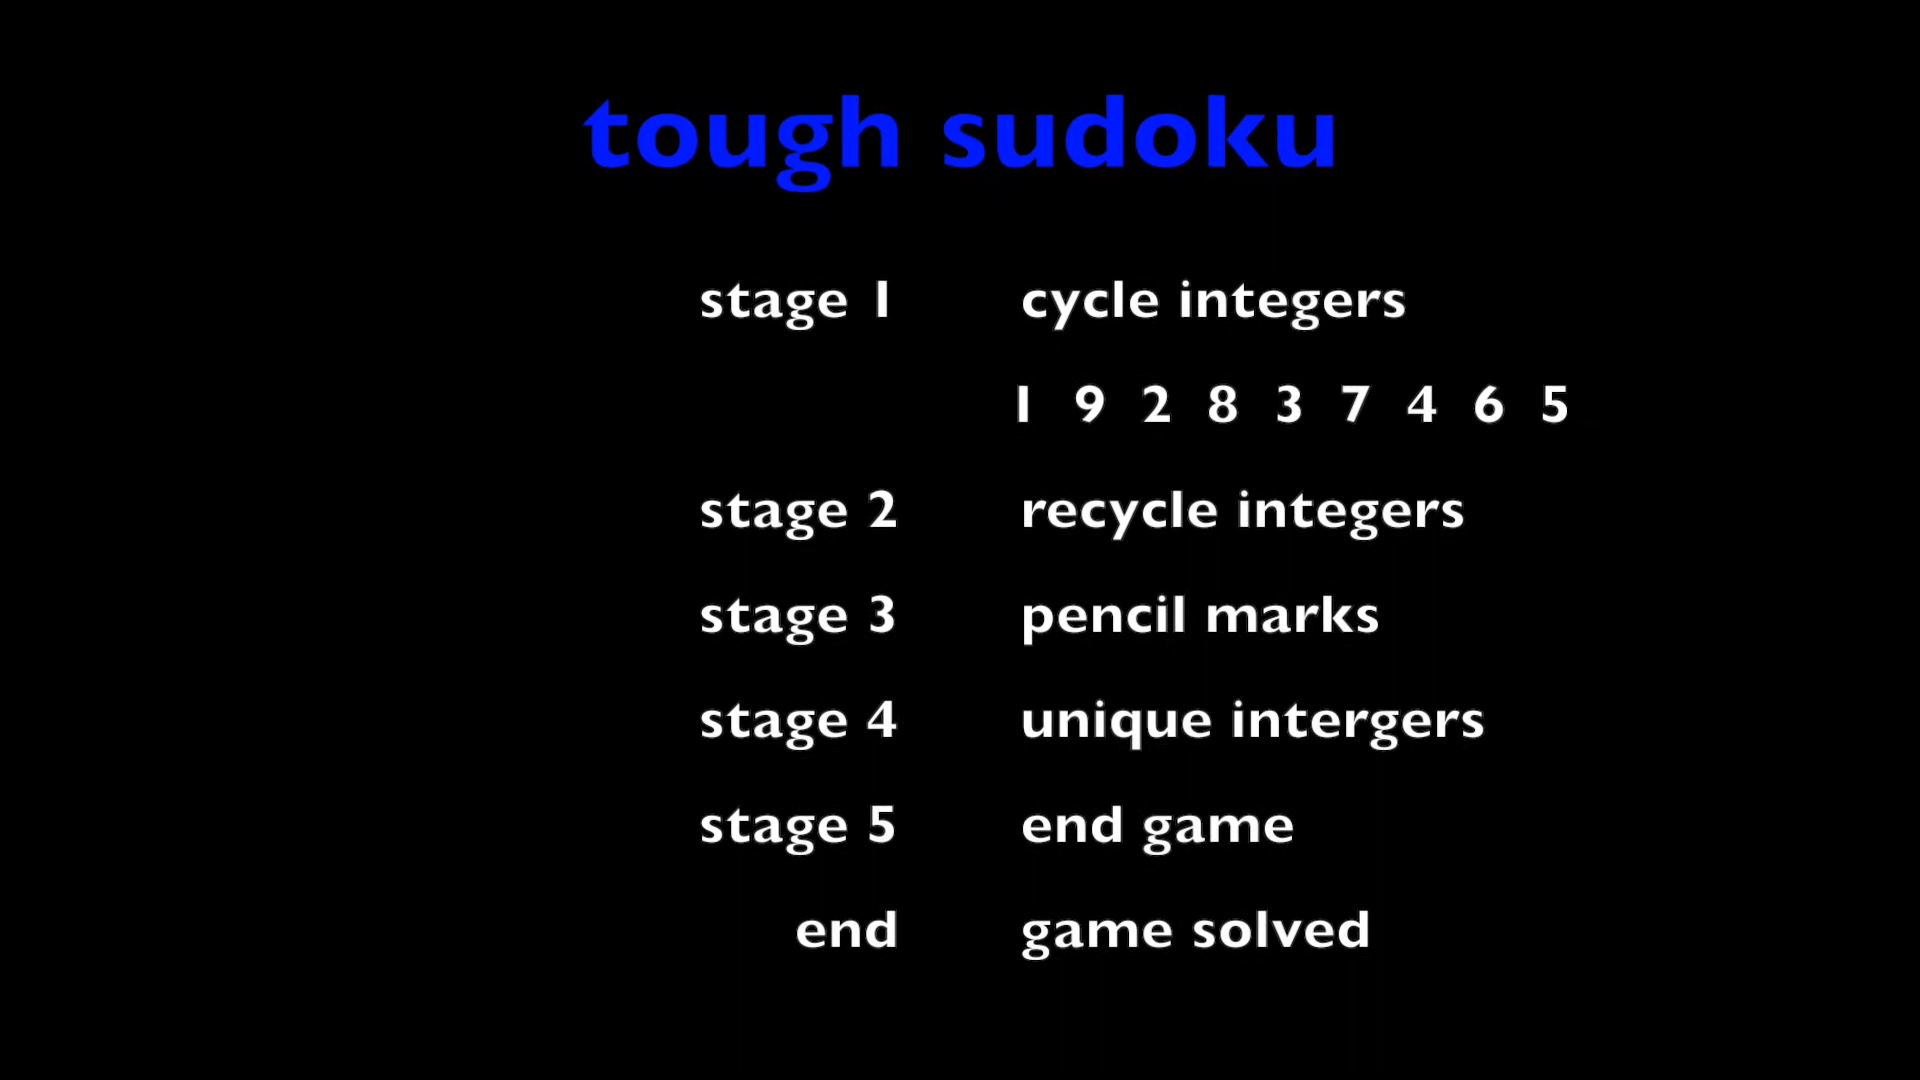 tough sudoku
stage 1 cycle integers
1 9 2 8 3 7 4 6 5
stage 2 recycle integers
stage 3 pencil marks
stage 4 unique intergers
stage 5 end game
end game solved